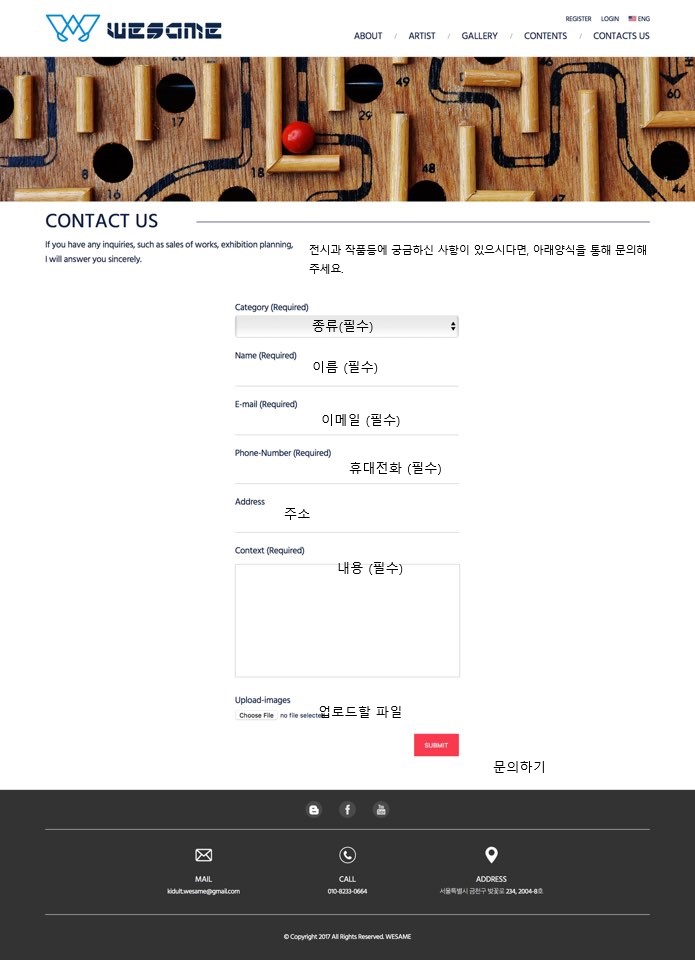 WESAME
REGISTER LOGIN ENG
ABOUT / ARTIST / GALLERY / CONTENTS / CONTACTS US
49
17
29
18
48
45
8
16
44
CONTACT US
If you have any inquiries, such as sales of works, exhibition planning,
I will answer you sincerely.
전시과 작품등에 궁금하신 사항이 있으시다면, 아래양식을 통해 문의해
주세요.
Category (Required)
종류(필수)
Name (Required)
이름 (필수)
E-mail (Required)
이메일 (필수)
Phone-Number (Required)
휴대전화 (필수)
Address
주소
Context (Required)
내용 (필수)
Upload-images
Choose File no file selected
업로드할 파일
SUBMIT
문의하기
MAIL
kidult.wesame@gmail.com
CALL
010-8233-0664
ADDRESS
서울특별시 금천구 벚꽃로 234, 2004-8호
© Copyright 2017 All Rights Reserved. WESAME